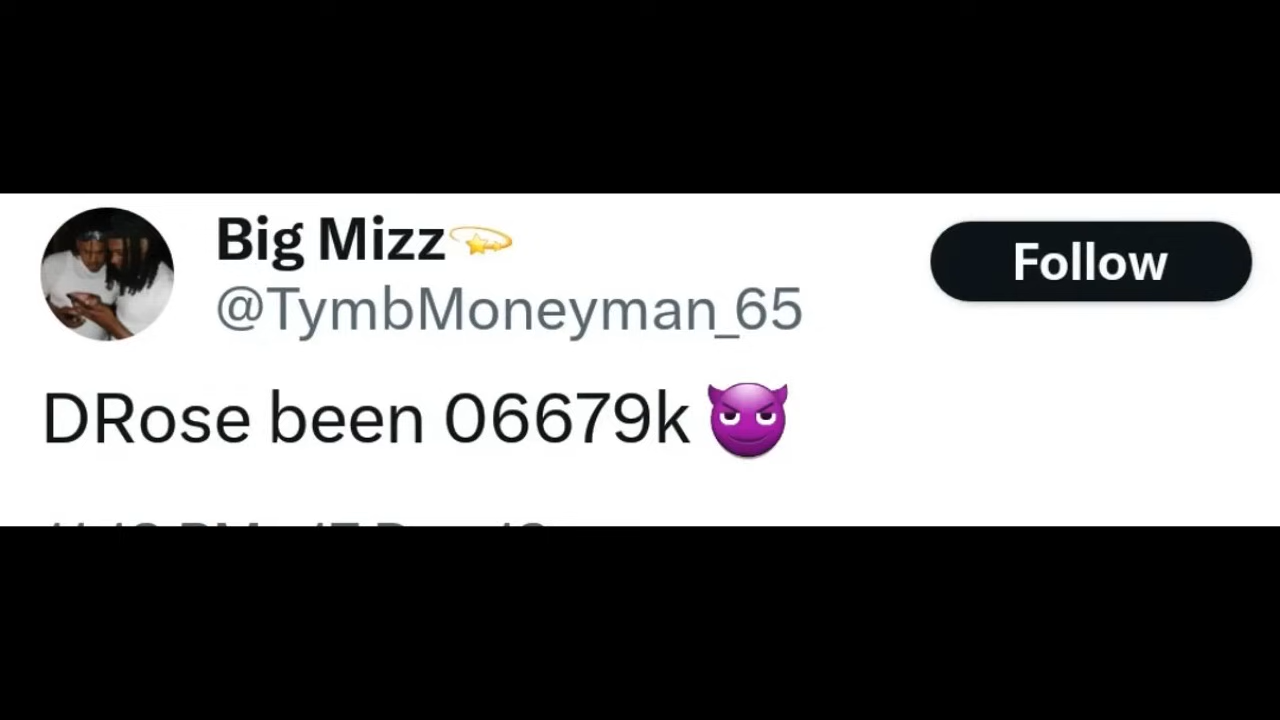 Big Mizz💫
@TymbMoneyman_65
Follow
DRose been 06679k 😈